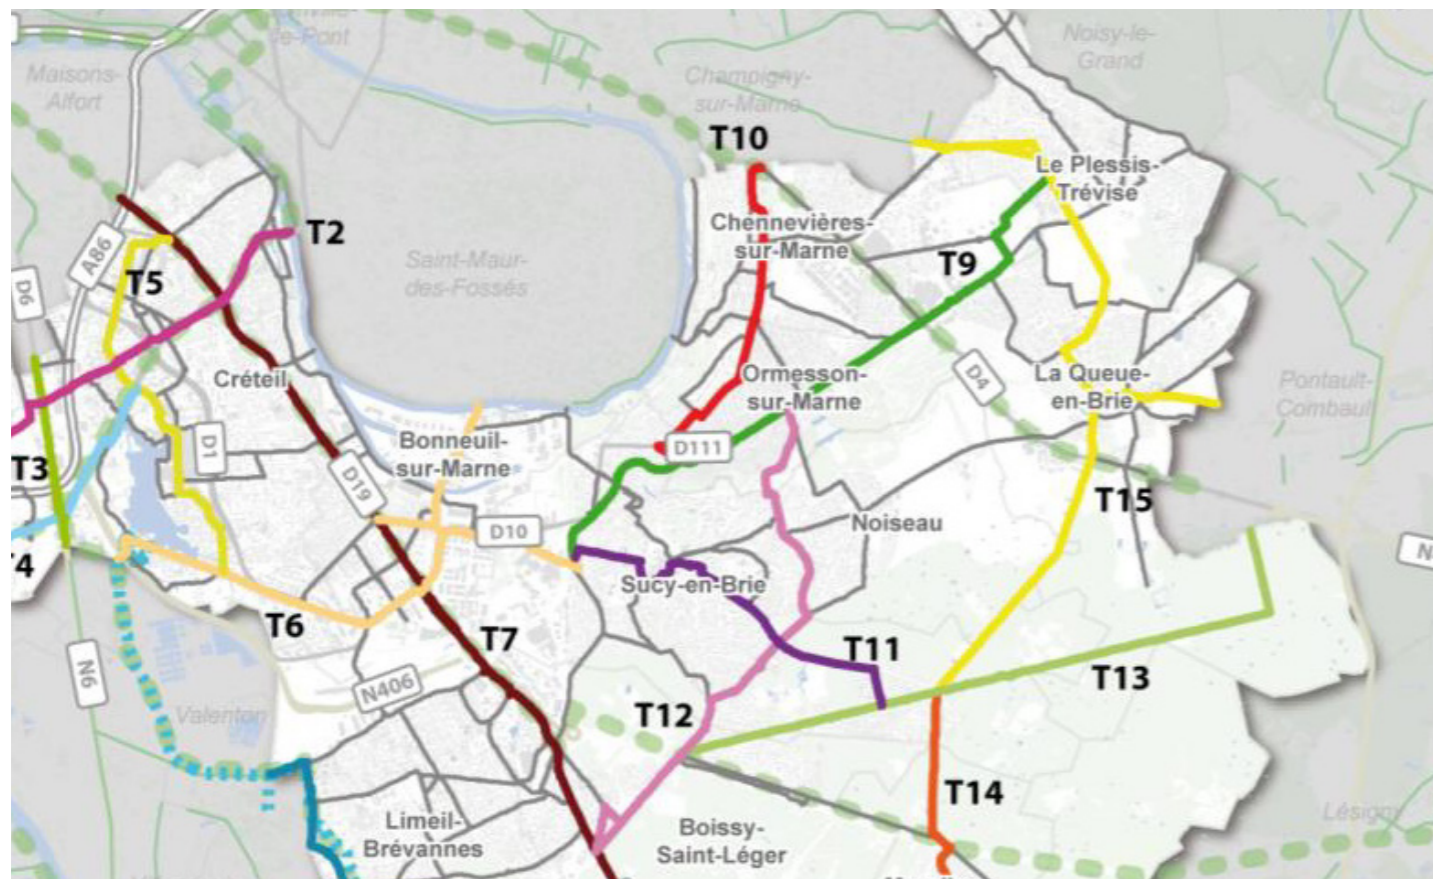 le-Pont
Noisy-le-
Grand
Maisons-
Alfort
Champigny-
sur-Marne
T10
Le Plessis-
Trévise
Chennevières-
sur-Marne
T2
A86
T5
Saint-Maur-
des-Fossés
T9
D6
Créteil
Ormesson-
sur-Marne
D4
La Queue-
en-Brie
Pontault-
Combault
D1
Bonneuil-
sur-Marne
D111
T3
D19
T15
D10
Noiseau
N
T4
Sucy-en-Brie
T6
T7
T11
T13
N6
N406
Valenton
T12
T14
Limeil-
Brévannes
Boissy-
Saint-Léger
Lésigny